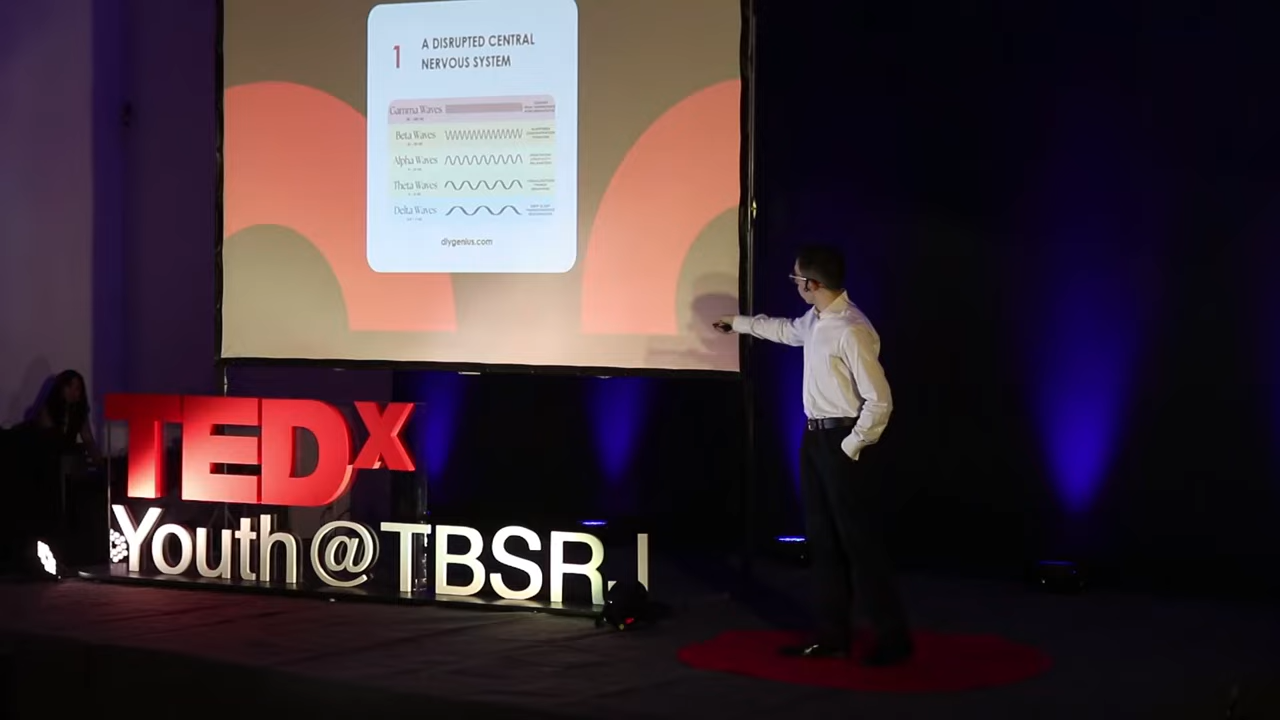 1 A DISRUPTED CENTRAL
NERVOUS SYSTEM
Gamma Waves
Beta Waves
Alpha Waves
Theta Waves
Delta Waves
diygenius.com
TEDx
Youth@TBSRJ